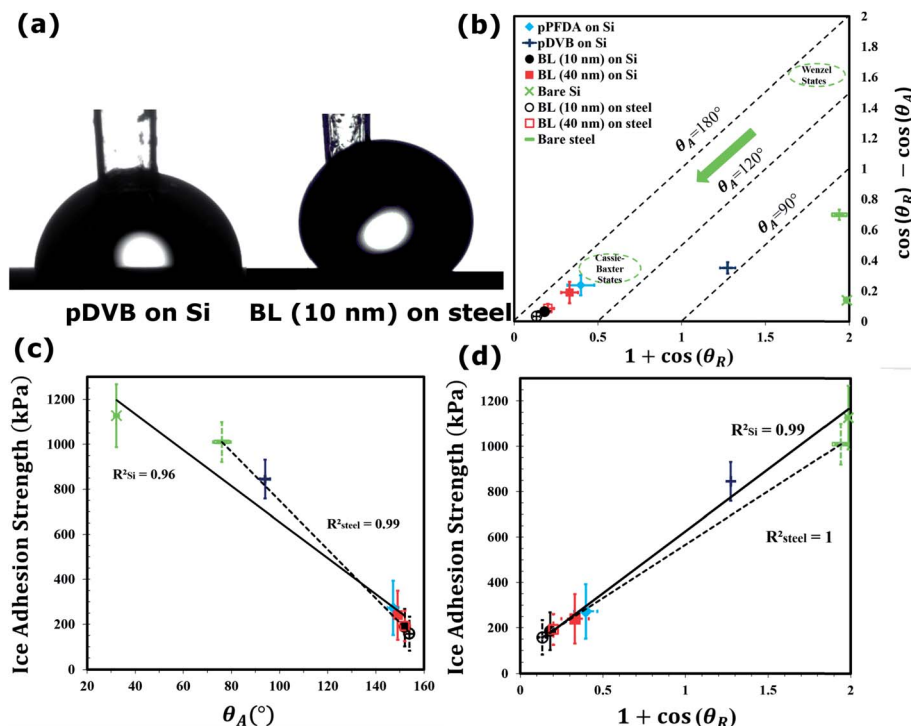 (a)
pDVB on Si
BL (10 nm) on steel
(b)
pPFDA on Si
pDVB on Si
BL (10 nm) on Si
BL (40 nm) on Si
Bare Si
BL (10 nm) on steel
BL (40 nm) on steel
Bare steel
Wenzel
States
θA=180°
θA=120°
θA=90°
Cassie-
Baxter
States
2
1.8
1.6
1.4
1.2
1
0.8
0.6
0.4
0.2
0
cos(θR) − cos(θA)
0 0.5 1 1.5 2
1 + cos(θR)
(c)
Ice Adhesion Strength (kPa)
1200
1000
800
600
400
200
0
R²Si = 0.96
R²steel = 0.99
20 40 60 80 100 120 140 160
θA(°)
(d)
Ice Adhesion Strength (kPa)
1200
1000
800
600
400
200
0
R²Si = 0.99
R²steel = 1
0 0.5 1 1.5 2
1 + cos(θR)